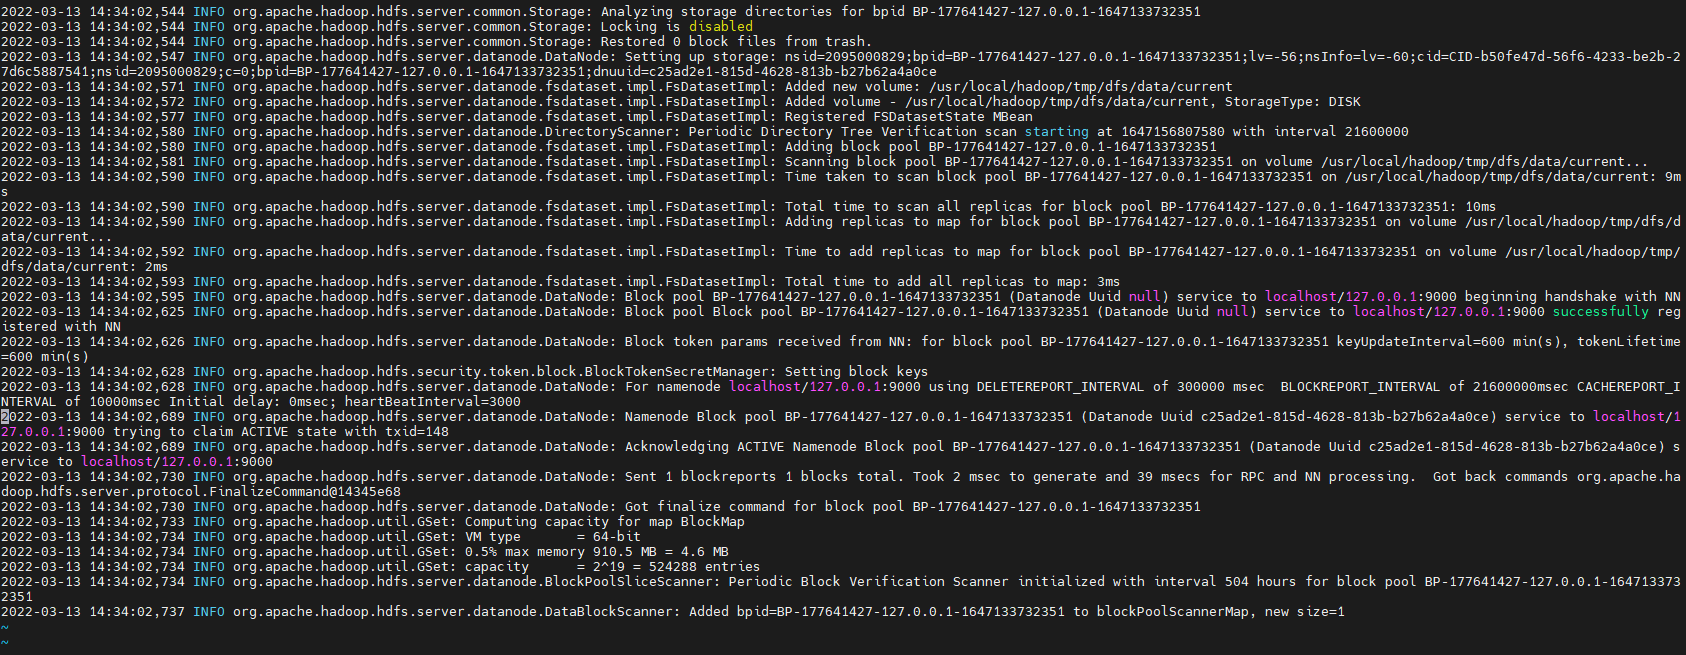 2022-03-13 14:34:02,544 INFO org.apache.hadoop.hdfs.server.common.Storage: Analyzing storage directories for bpid BP-177641427-127.0.0.1-1647133732351
2022-03-13 14:34:02,544 INFO org.apache.hadoop.hdfs.server.common.Storage: Locking is disabled
2022-03-13 14:34:02,544 INFO org.apache.hadoop.hdfs.server.common.Storage: Restored 0 block files from trash.
2022-03-13 14:34:02,547 INFO org.apache.hadoop.hdfs.server.datanode.DataNode: Setting up storage: nsid=2095000829;bpid=BP-177641427-127.0.0.1-1647133732351;lv=-56;nsInfo=lv=-60;cid=CID-b50fe47d-56f6-4233-be2b-2
7d6c5887541;nsid=2095000829;c=0;bpid=BP-177641427-127.0.0.1-1647133732351;dnuuid=c25ad2e1-815d-4628-813b-b27b62a4a0ce
2022-03-13 14:34:02,571 INFO org.apache.hadoop.hdfs.server.datanode.fsdataset.impl.FsDatasetImpl: Added new volume: /usr/local/hadoop/tmp/dfs/data/current
2022-03-13 14:34:02,572 INFO org.apache.hadoop.hdfs.server.datanode.fsdataset.impl.FsDatasetImpl: Added volume - /usr/local/hadoop/tmp/dfs/data/current, StorageType: DISK
2022-03-13 14:34:02,577 INFO org.apache.hadoop.hdfs.server.datanode.fsdataset.impl.FsDatasetImpl: Registered FSDatasetState MBean
2022-03-13 14:34:02,580 INFO org.apache.hadoop.hdfs.server.datanode.DirectoryScanner: Periodic Directory Tree Verification scan starting at 1647156807580 with interval 21600000
2022-03-13 14:34:02,580 INFO org.apache.hadoop.hdfs.server.datanode.fsdataset.impl.FsDatasetImpl: Adding block pool BP-177641427-127.0.0.1-1647133732351
2022-03-13 14:34:02,581 INFO org.apache.hadoop.hdfs.server.datanode.fsdataset.impl.FsDatasetImpl: Scanning block pool BP-177641427-127.0.0.1-1647133732351 on volume /usr/local/hadoop/tmp/dfs/data/current...
2022-03-13 14:34:02,590 INFO org.apache.hadoop.hdfs.server.datanode.fsdataset.impl.FsDatasetImpl: Time taken to scan block pool BP-177641427-127.0.0.1-1647133732351 on /usr/local/hadoop/tmp/dfs/data/current: 9m
s
2022-03-13 14:34:02,590 INFO org.apache.hadoop.hdfs.server.datanode.fsdataset.impl.FsDatasetImpl: Total time to scan all replicas for block pool BP-177641427-127.0.0.1-1647133732351: 10ms
2022-03-13 14:34:02,590 INFO org.apache.hadoop.hdfs.server.datanode.fsdataset.impl.FsDatasetImpl: Adding replicas to map for block pool BP-177641427-127.0.0.1-1647133732351 on volume /usr/local/hadoop/tmp/dfs/d
ata/current...
2022-03-13 14:34:02,592 INFO org.apache.hadoop.hdfs.server.datanode.fsdataset.impl.FsDatasetImpl: Time to add replicas to map for block pool BP-177641427-127.0.0.1-1647133732351 on volume /usr/local/hadoop/tmp/
dfs/data/current: 2ms
2022-03-13 14:34:02,593 INFO org.apache.hadoop.hdfs.server.datanode.fsdataset.impl.FsDatasetImpl: Total time to add all replicas to map: 3ms
2022-03-13 14:34:02,595 INFO org.apache.hadoop.hdfs.server.datanode.DataNode: Block pool BP-177641427-127.0.0.1-1647133732351 (Datanode Uuid null) service to localhost/127.0.0.1:9000 beginning handshake with NN
2022-03-13 14:34:02,625 INFO org.apache.hadoop.hdfs.server.datanode.DataNode: Block pool Block pool BP-177641427-127.0.0.1-1647133732351 (Datanode Uuid null) service to localhost/127.0.0.1:9000 successfully reg
istered with NN
2022-03-13 14:34:02,626 INFO org.apache.hadoop.hdfs.server.datanode.DataNode: Block token params received from NN: for block pool BP-177641427-127.0.0.1-1647133732351 keyUpdateInterval=600 min(s), tokenLifetime
=600 min(s)
2022-03-13 14:34:02,628 INFO org.apache.hadoop.hdfs.security.token.block.BlockTokenSecretManager: Setting block keys
2022-03-13 14:34:02,628 INFO org.apache.hadoop.hdfs.server.datanode.DataNode: For namenode localhost/127.0.0.1:9000 using DELETEREPORT_INTERVAL of 300000 msec  BLOCKREPORT_INTERVAL of 21600000msec CACHEREPORT_I
NTERVAL of 10000msec Initial delay: 0msec; heartBeatInterval=3000
2022-03-13 14:34:02,689 INFO org.apache.hadoop.hdfs.server.datanode.DataNode: Namenode Block pool BP-177641427-127.0.0.1-1647133732351 (Datanode Uuid c25ad2e1-815d-4628-813b-b27b62a4a0ce) service to localhost/1
27.0.0.1:9000 trying to claim ACTIVE state with txid=148
2022-03-13 14:34:02,689 INFO org.apache.hadoop.hdfs.server.datanode.DataNode: Acknowledging ACTIVE Namenode Block pool BP-177641427-127.0.0.1-1647133732351 (Datanode Uuid c25ad2e1-815d-4628-813b-b27b62a4a0ce) s
ervice to localhost/127.0.0.1:9000
2022-03-13 14:34:02,730 INFO org.apache.hadoop.hdfs.server.datanode.DataNode: Sent 1 blockreports 1 blocks total. Took 2 msec to generate and 39 msecs for RPC and NN processing.  Got back commands org.apache.ha
doop.hdfs.server.protocol.FinalizeCommand@14345e68
2022-03-13 14:34:02,730 INFO org.apache.hadoop.hdfs.server.datanode.DataNode: Got finalize command for block pool BP-177641427-127.0.0.1-1647133732351
2022-03-13 14:34:02,733 INFO org.apache.hadoop.util.GSet: Computing capacity for map BlockMap
2022-03-13 14:34:02,734 INFO org.apache.hadoop.util.GSet: VM type       = 64-bit
2022-03-13 14:34:02,734 INFO org.apache.hadoop.util.GSet: 0.5% max memory 910.5 MB = 4.6 MB
2022-03-13 14:34:02,734 INFO org.apache.hadoop.util.GSet: capacity      = 2^19 = 524288 entries
2022-03-13 14:34:02,734 INFO org.apache.hadoop.hdfs.server.datanode.BlockPoolSliceScanner: Periodic Block Verification Scanner initialized with interval 504 hours for block pool BP-177641427-127.0.0.1-164713373
2351
2022-03-13 14:34:02,737 INFO org.apache.hadoop.hdfs.server.datanode.DataBlockScanner: Added bpid=BP-177641427-127.0.0.1-1647133732351 to blockPoolScannerMap, new size=1
~
~